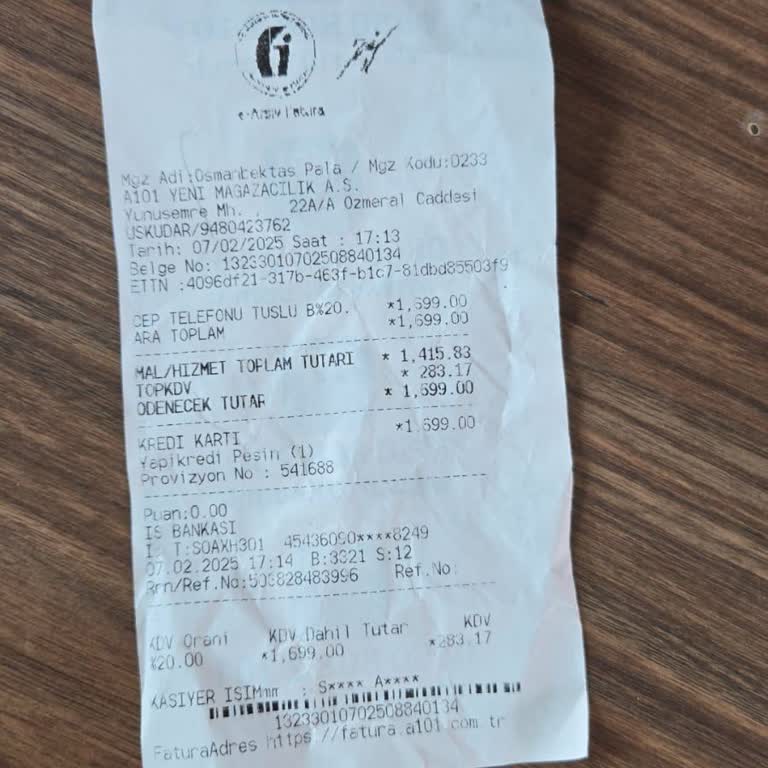 e-Arşiv Fatura
Mgz Adi:Osmanbektas Pala / Mgz Kodu:0233
A101 YENI MAGAZACILIK A.S.
Yunusemre Mh. , 22A/A Ozmeral Caddesi
USKUDAR/9480423762
Tarih: 07/02/2025 Saat : 17:13
Belge No: 13233010702508840134
ETTN :4096df21-317b-463f-b1c7-81dbd85503f9
CEP TELEFONU TUSLU B%20. *1,699.00
ARA TOPLAM *1,699.00
MAL/HIZMET TOPLAM TUTARI * 1,415.83
TOPKDV * 283.17
ODENECEK TUTAR * 1,699.00
KREDI KARTI *1.699.00
Yapikredi Pesin (1)
Provizyon No : 541688
Puan:0.00
IS BANKASI
T:SOAXH301 45436090****8249
07.02.2025 17:14 B:3321 S:12
Rrn/Ref.No:503828483996 Ref.No:
KDV Orani KDV Dahil Tutar KDV
%20.00 *1,699.00 *283.17
KASIYER ISIM : S**** A****
13233010702508840134
FaturaAdres https://fatura.a101.com.tr